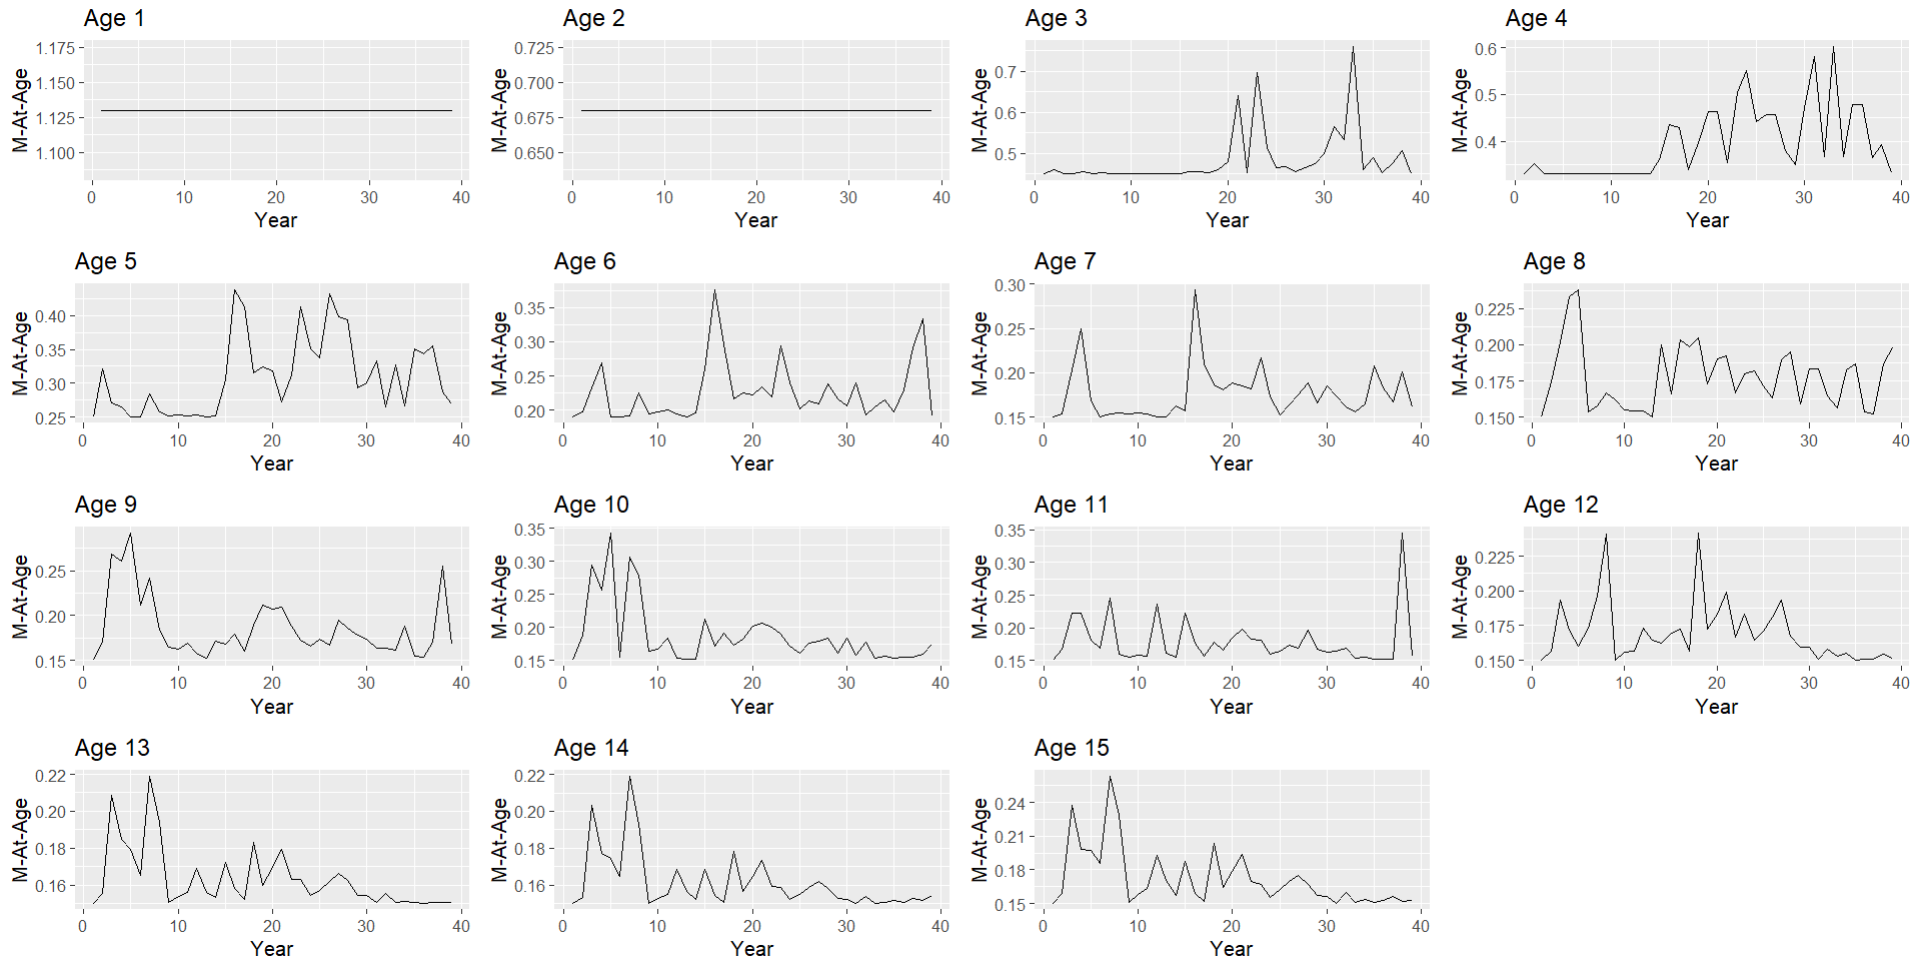 Age 1
M-At-Age
1.175
1.150
1.125
1.100
0 10 20 30 40
Year
Age 2
M-At-Age
0.725
0.700
0.675
0.650
0 10 20 30 40
Year
Age 3
M-At-Age
0.7
0.6
0.5
0 10 20 30 40
Year
Age 4
M-At-Age
0.6
0.5
0.4
0 10 20 30 40
Year
Age 5
M-At-Age
0.40
0.35
0.30
0.25
0 10 20 30 40
Year
Age 6
M-At-Age
0.35
0.30
0.25
0.20
0 10 20 30 40
Year
Age 7
M-At-Age
0.30
0.25
0.20
0.15
0 10 20 30 40
Year
Age 8
M-At-Age
0.225
0.200
0.175
0.150
0 10 20 30 40
Year
Age 9
M-At-Age
0.25
0.20
0.15
0 10 20 30 40
Year
Age 10
M-At-Age
0.35
0.30
0.25
0.20
0.15
0 10 20 30 40
Year
Age 11
M-At-Age
0.35
0.30
0.25
0.20
0.15
0 10 20 30 40
Year
Age 12
M-At-Age
0.225
0.200
0.175
0.150
0 10 20 30 40
Year
Age 13
M-At-Age
0.22
0.20
0.18
0.16
0 10 20 30 40
Year
Age 14
M-At-Age
0.22
0.20
0.18
0.16
0 10 20 30 40
Year
Age 15
M-At-Age
0.24
0.21
0.18
0.15
0 10 20 30 40
Year